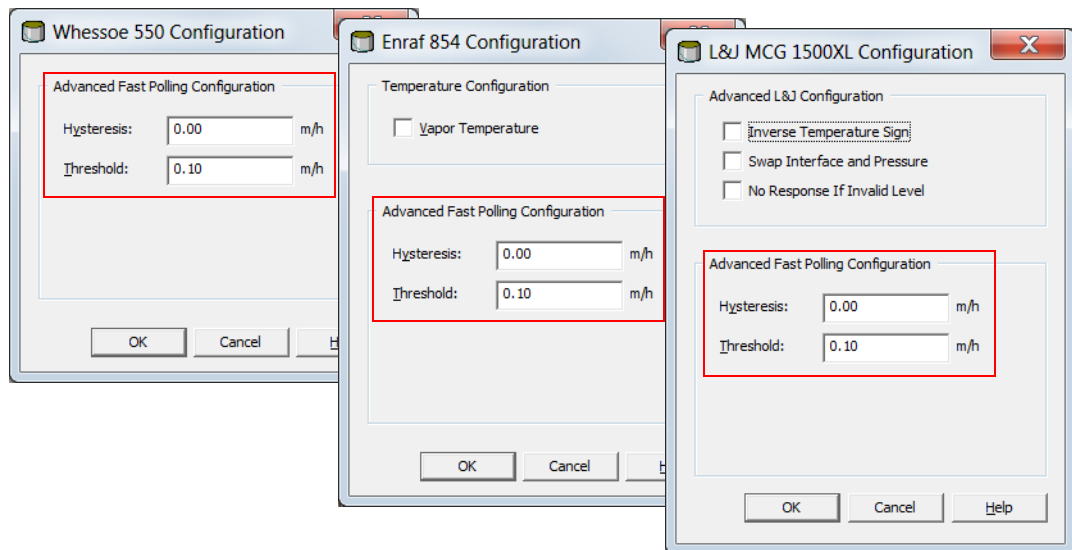 Whessoe 550 Configuration
Advanced Fast Polling Configuration
Hysteresis: 0.00 m/h
Threshold: 0.10 m/h
OK Cancel H
Enraf 854 Configuration
Temperature Configuration
Vapor Temperature
Advanced Fast Polling Configuration
Hysteresis: 0.00 m/h
Threshold: 0.10 m/h
OK Cancel H
L&J MCG 1500XL Configuration X
Advanced L&J Configuration
Inverse Temperature Sign
Swap Interface and Pressure
No Response If Invalid Level
Advanced Fast Polling Configuration
Hysteresis: 0.00 m/h
Threshold: 0.10 m/h
OK Cancel Help